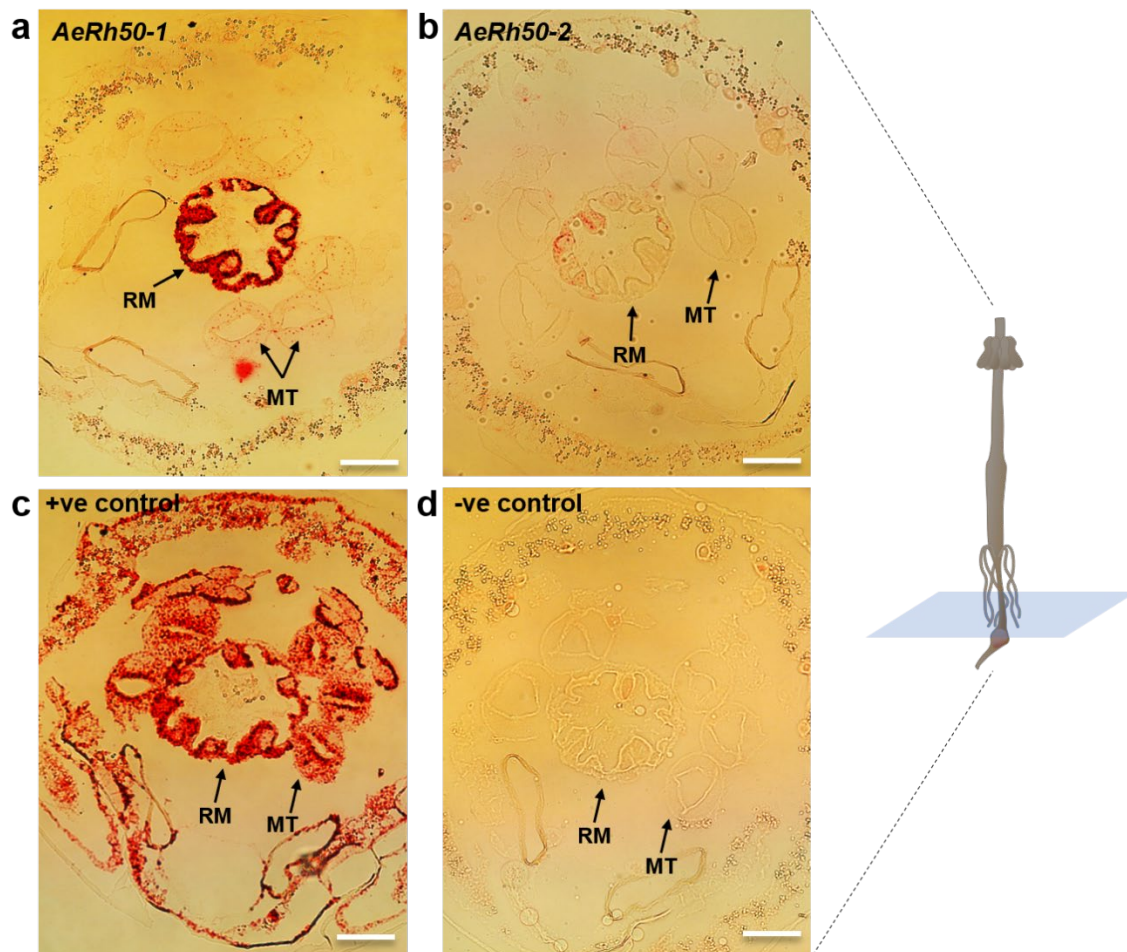 a AeRh50-1
RM
MT
b AeRh50-2
MT
RM
c +ve control
RM
MT
d -ve control
RM
MT